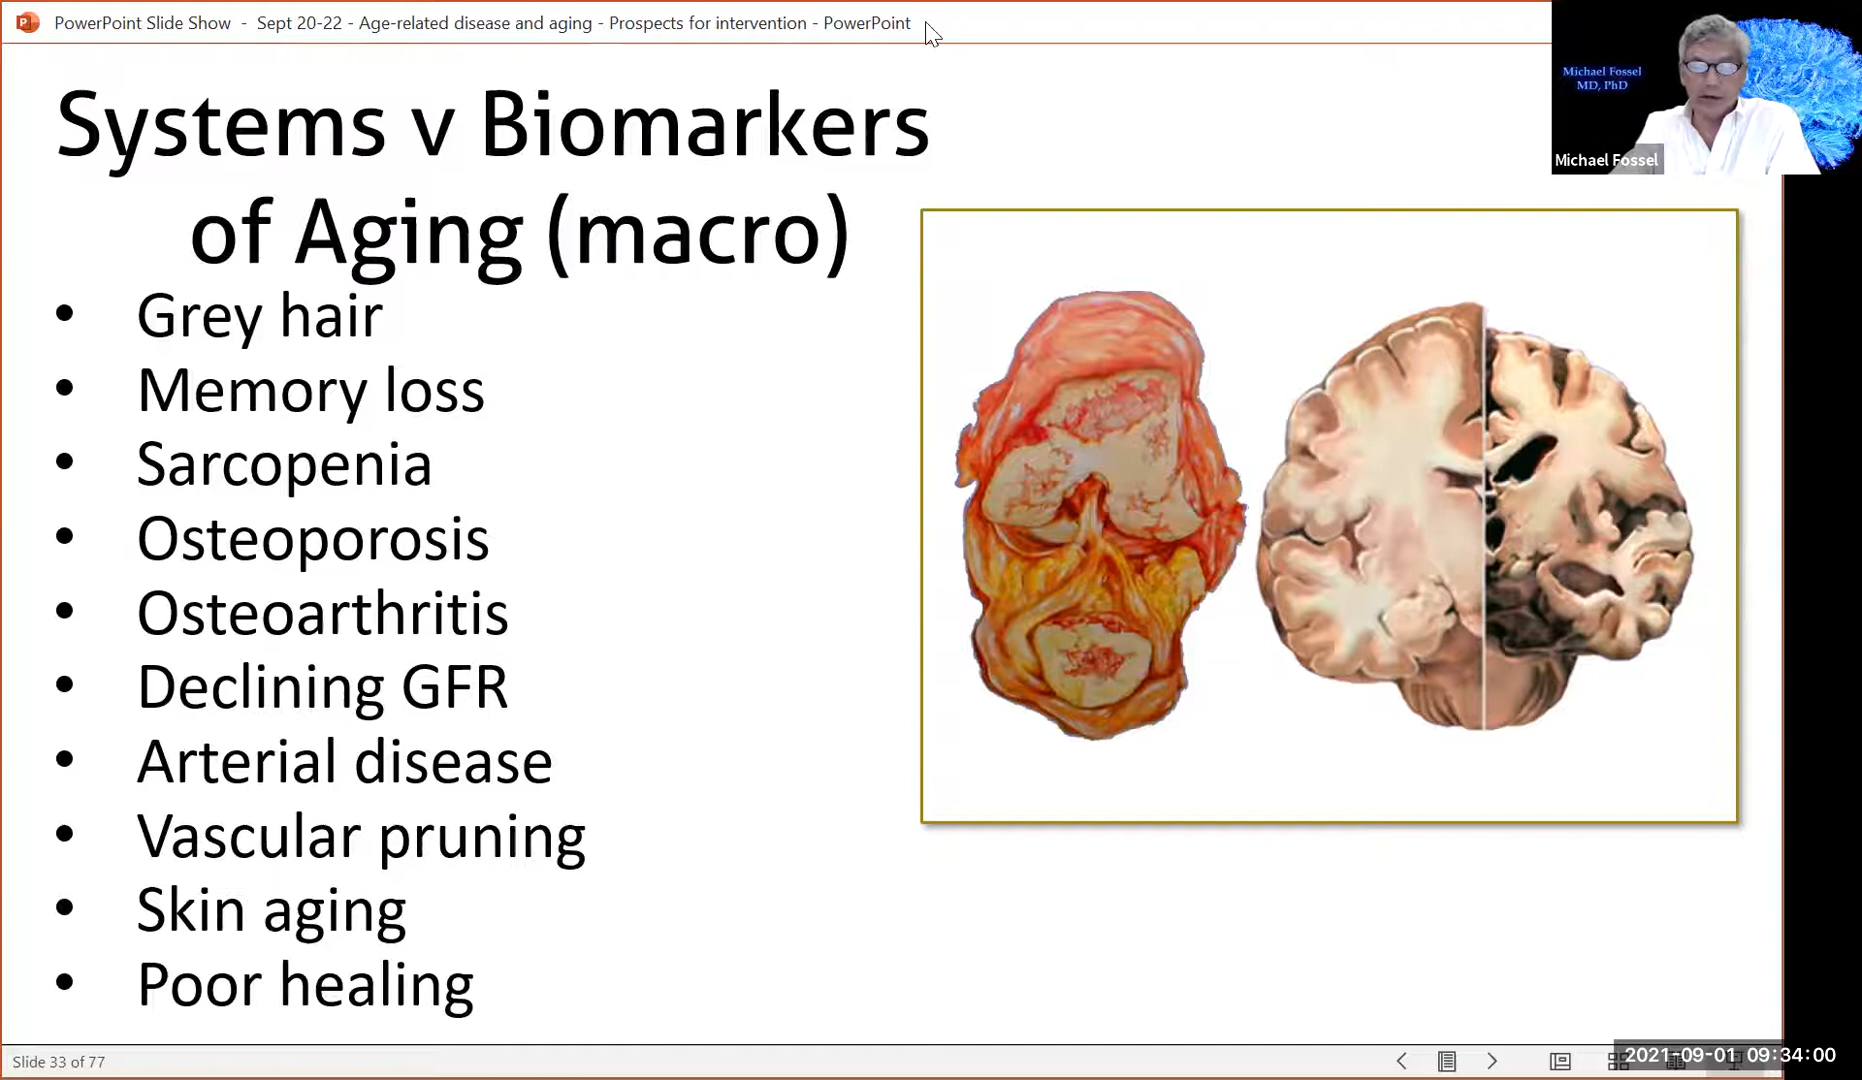 PowerPoint Slide Show - Sept 20-22 - Age-related disease and aging - Prospects for intervention - PowerPoint
Michael Fossel
MD, PhD
Michael Fossel
Systems v Biomarkers
of Aging (macro)
• Grey hair
• Memory loss
• Sarcopenia
• Osteoporosis
• Osteoarthritis
• Declining GFR
• Arterial disease
• Vascular pruning
• Skin aging
• Poor healing
Slide 33 of 77
2021-09-01 09:34:00